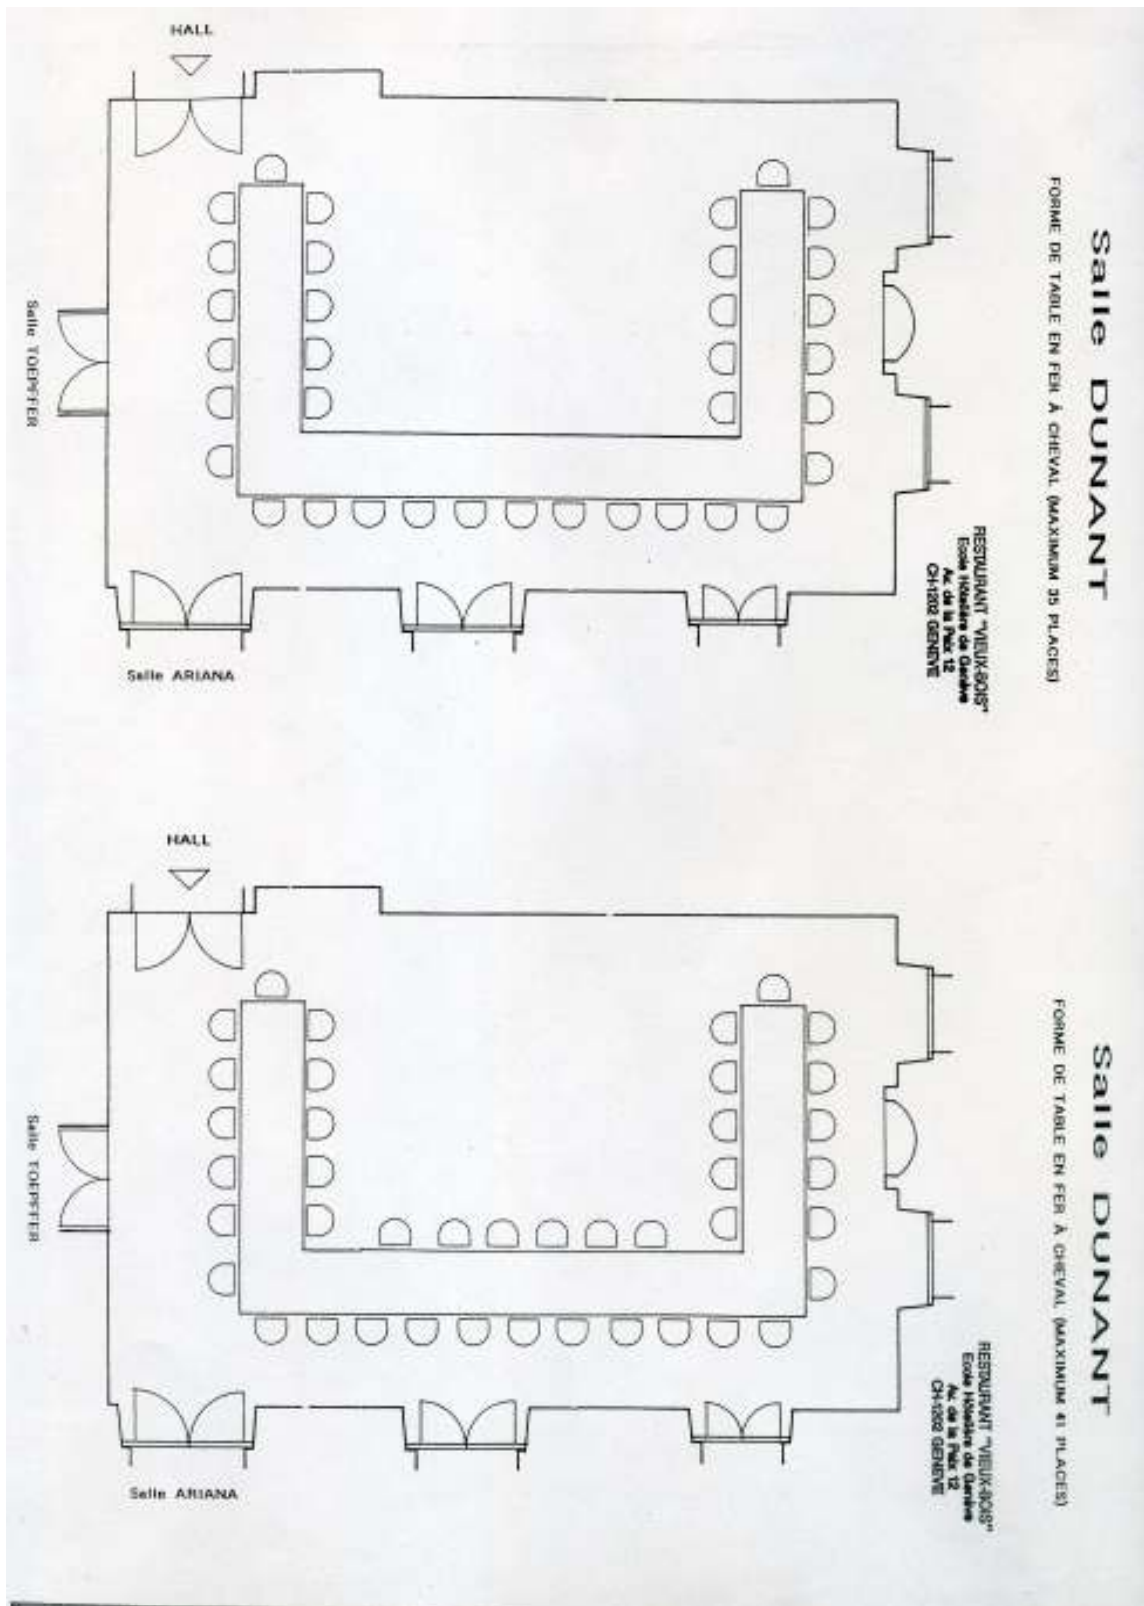 HALL
Salle TOEPFFER
Salle ARIANA
Salle DUNANT
FORME DE TABLE EN FER À CHEVAL (MAXIMUM 35 PLACES)
RESTAURANT "VIEUX-BOIS"
Ecole Hôtelière de Genève
Av. de la Paix 12
CH-1202 GENEVE
HALL
Salle TOEPFFER
Salle ARIANA
Salle DUNANT
FORME DE TABLE EN FER À CHEVAL (MAXIMUM 41 PLACES)
RESTAURANT "VIEUX-BOIS"
Ecole Hôtelière de Genève
Av. de la Paix 12
CH-1202 GENEVE